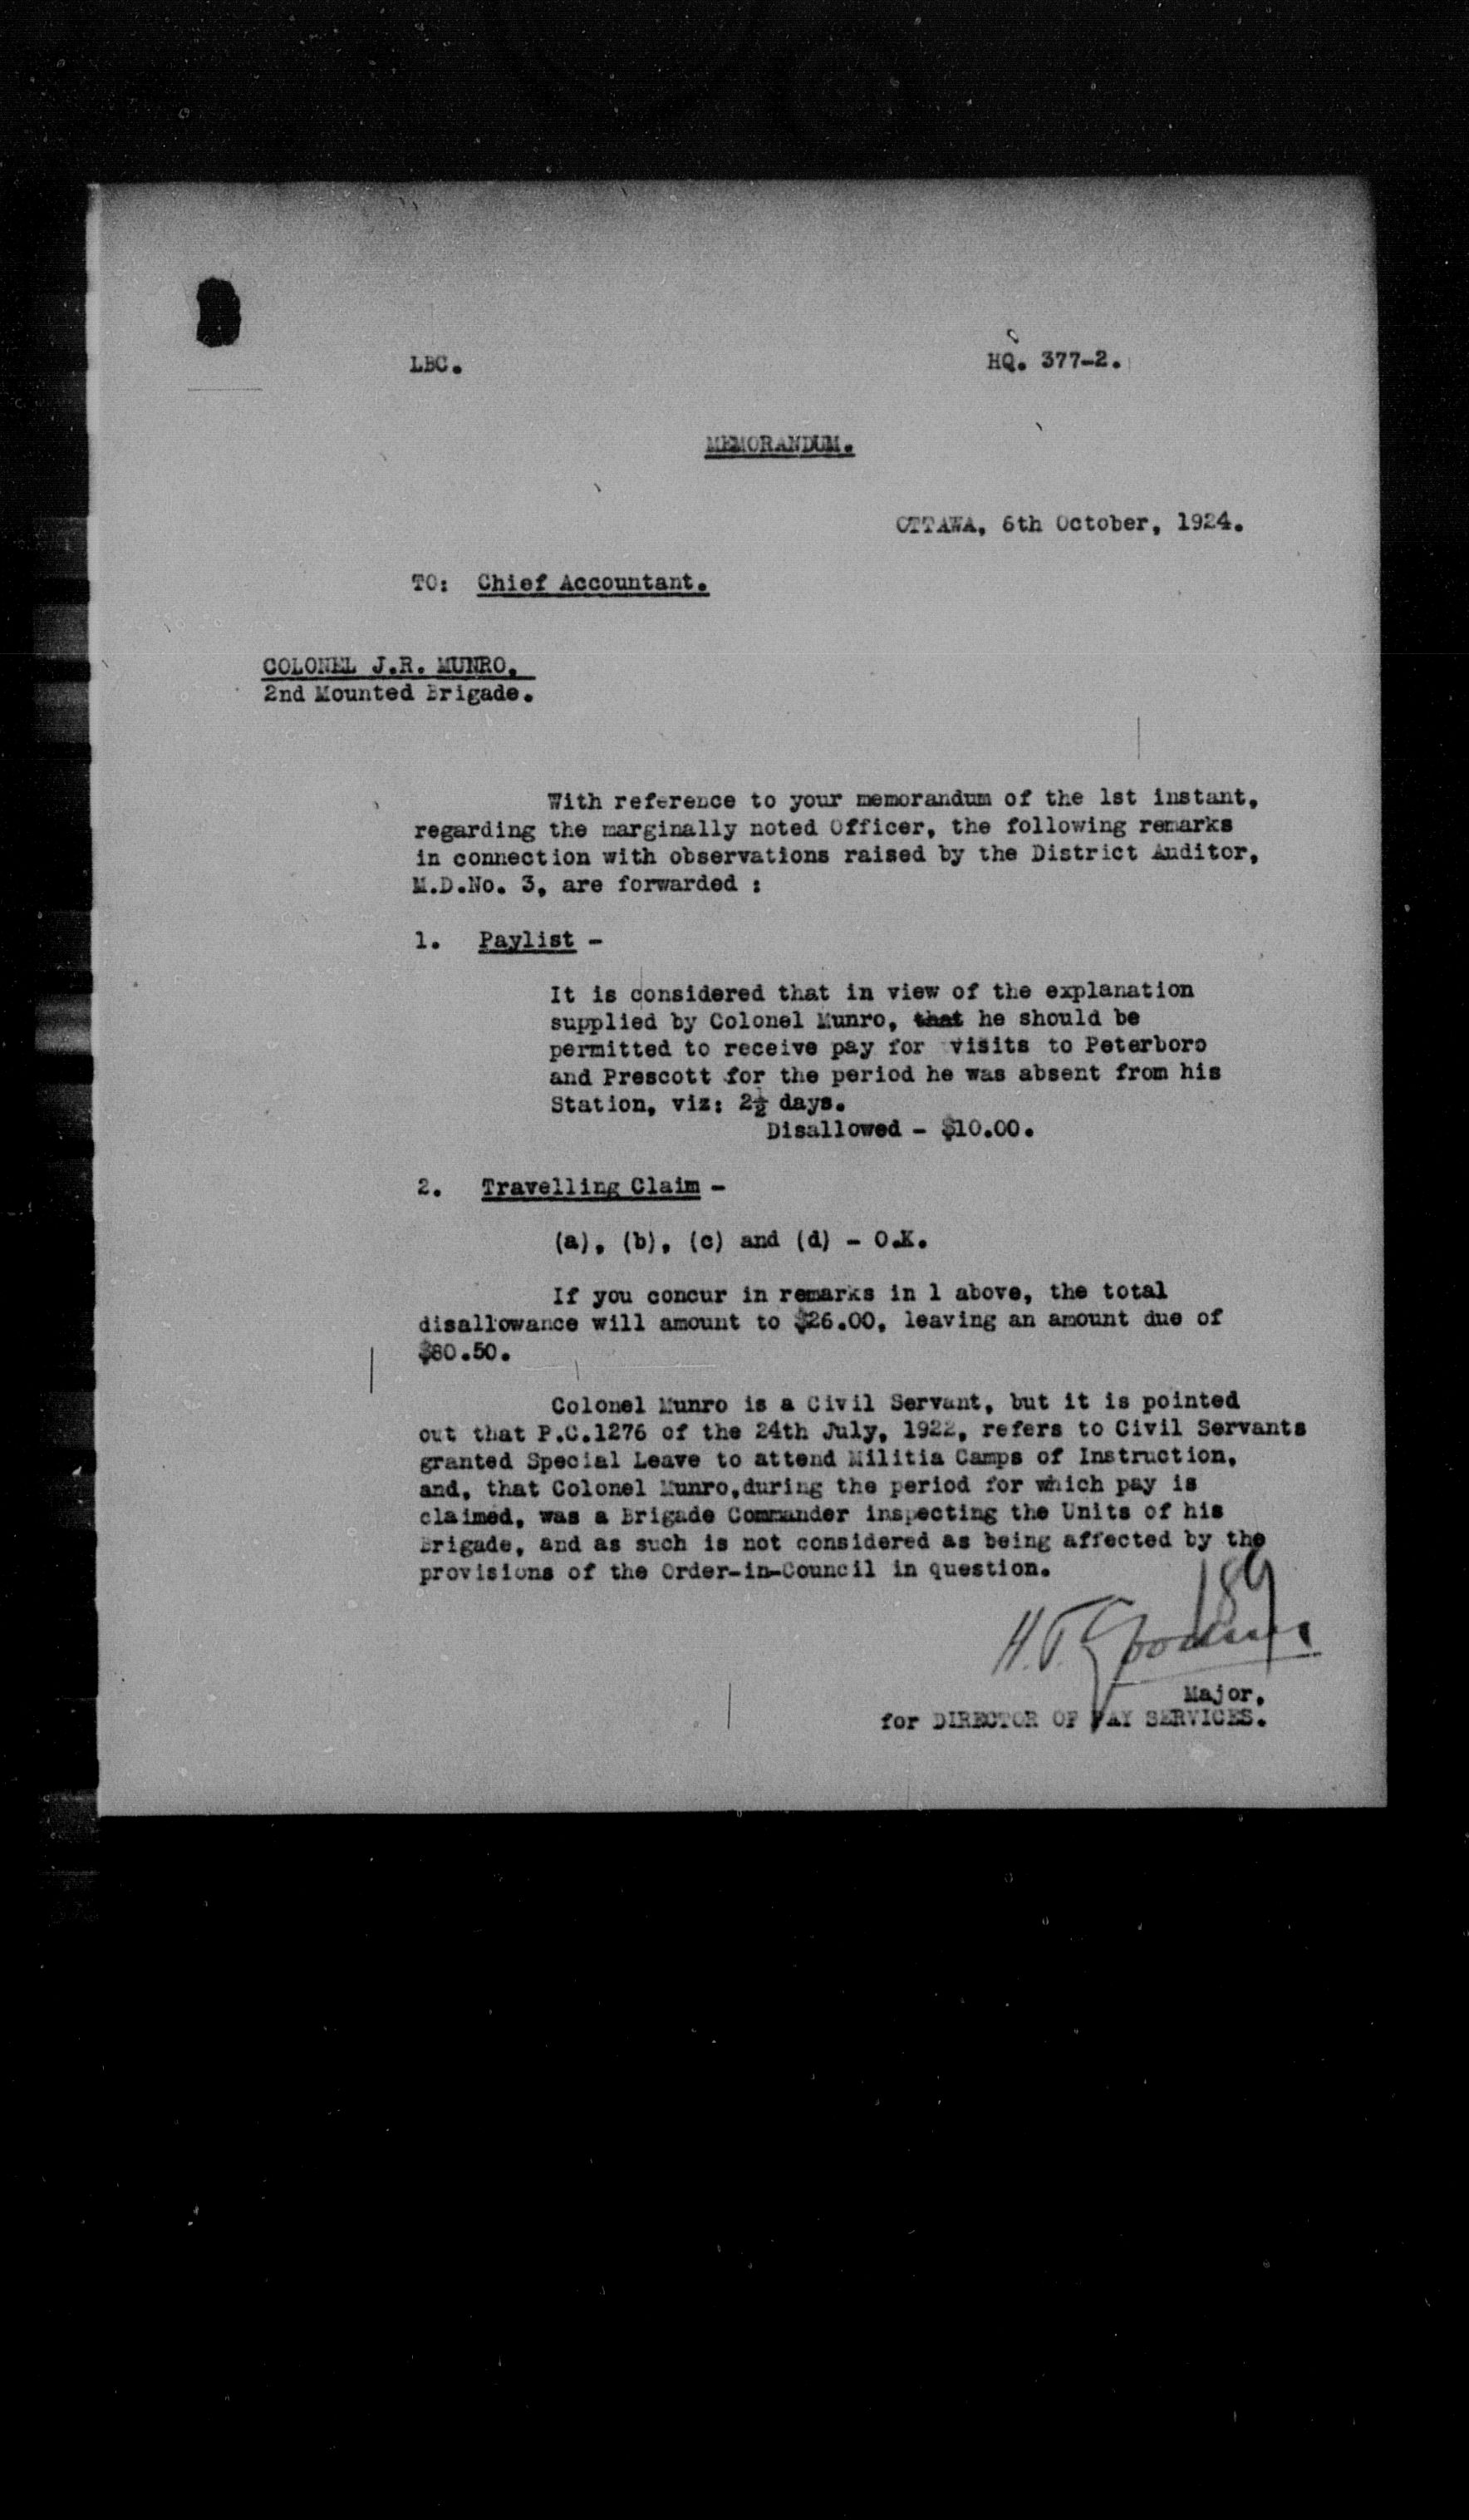 LBC.
HQ. 377-2.
MEMORANDUM.
OTTAWA, 6th October, 1924.
TO: Chief Accountant.
COLONEL J.R. MUNRO,
2nd Mounted Brigade.
With reference to your memorandum of the 1st instant,
regarding the marginally noted Officer, the following remarks
in connection with observations raised by the District Auditor,
M.D.No. 3, are forwarded :
1. Paylist -
It is considered that in view of the explanation
supplied by Colonel Munro, that he should be
permitted to receive pay for visits to Peterboro
and Prescott for the period he was absent from his
Station, viz: 2½ days.
Disallowed - $10.00.
2. Travelling Claim -
(a), (b), (c) and (d) - O.K.
If you concur in remarks in 1 above, the total
disallowance will amount to $26.00, leaving an amount due of
$80.50.
Colonel Munro is a Civil Servant, but it is pointed
out that P.C.1276 of the 24th July, 1922, refers to Civil Servants
granted Special Leave to attend Militia Camps of Instruction,
and, that Colonel Munro,during the period for which pay is
claimed, was a Brigade Commander inspecting the Units of his
Brigade, and as such is not considered as being affected by the
provisions of the Order-in-Council in question.
189
Major,
for DIRECTOR OF PAY SERVICES.